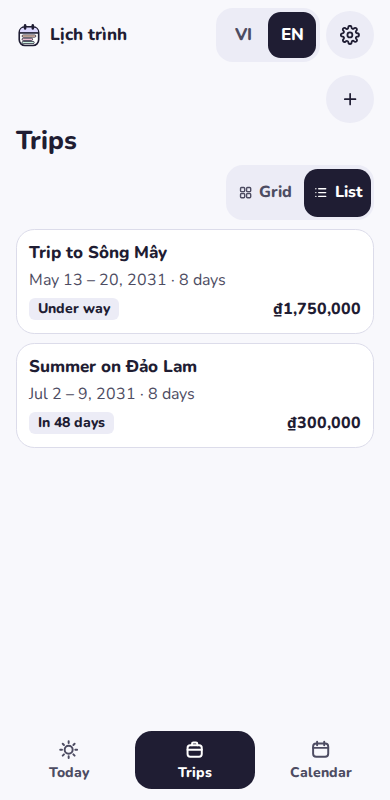 Lịch trình
VI EN
Trips
Grid List
Trip to Sông Mây
May 13 – 20, 2031 · 8 days
Under way ₫1,750,000
Summer on Đảo Lam
Jul 2 – 9, 2031 · 8 days
In 48 days ₫300,000
Today Trips Calendar